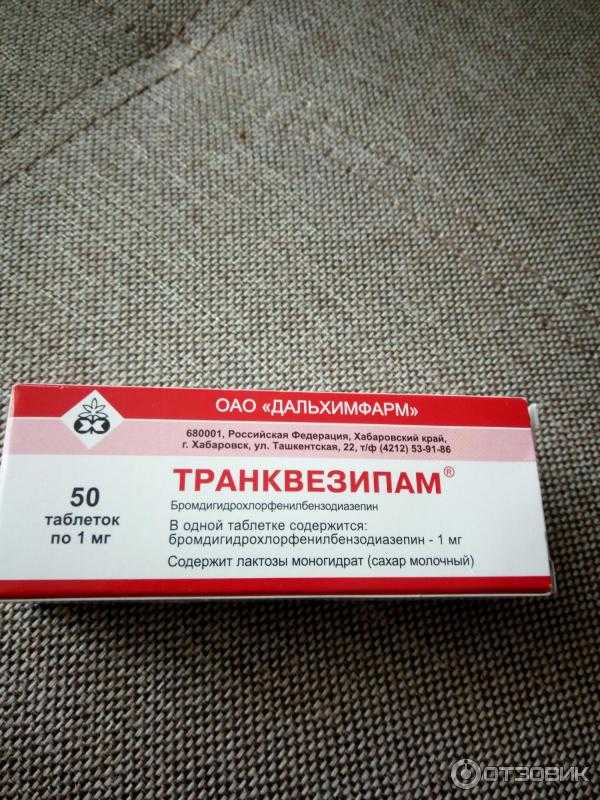 ОАО «ДАЛЬХИМФАРМ»
680001, Российская Федерация, Хабаровский край,
г. Хабаровск, ул. Ташкентская, 22, т/ф (4212) 53-91-86
ТРАНКВЕЗИПАМ®
Бромдигидрохлорфенилбензодиазепин
50
таблеток
по 1 мг
В одной таблетке содержится:
бромдигидрохлорфенилбензодиазепин - 1 мг
Содержит лактозы моногидрат (сахар молочный)
ОТЗОВИК